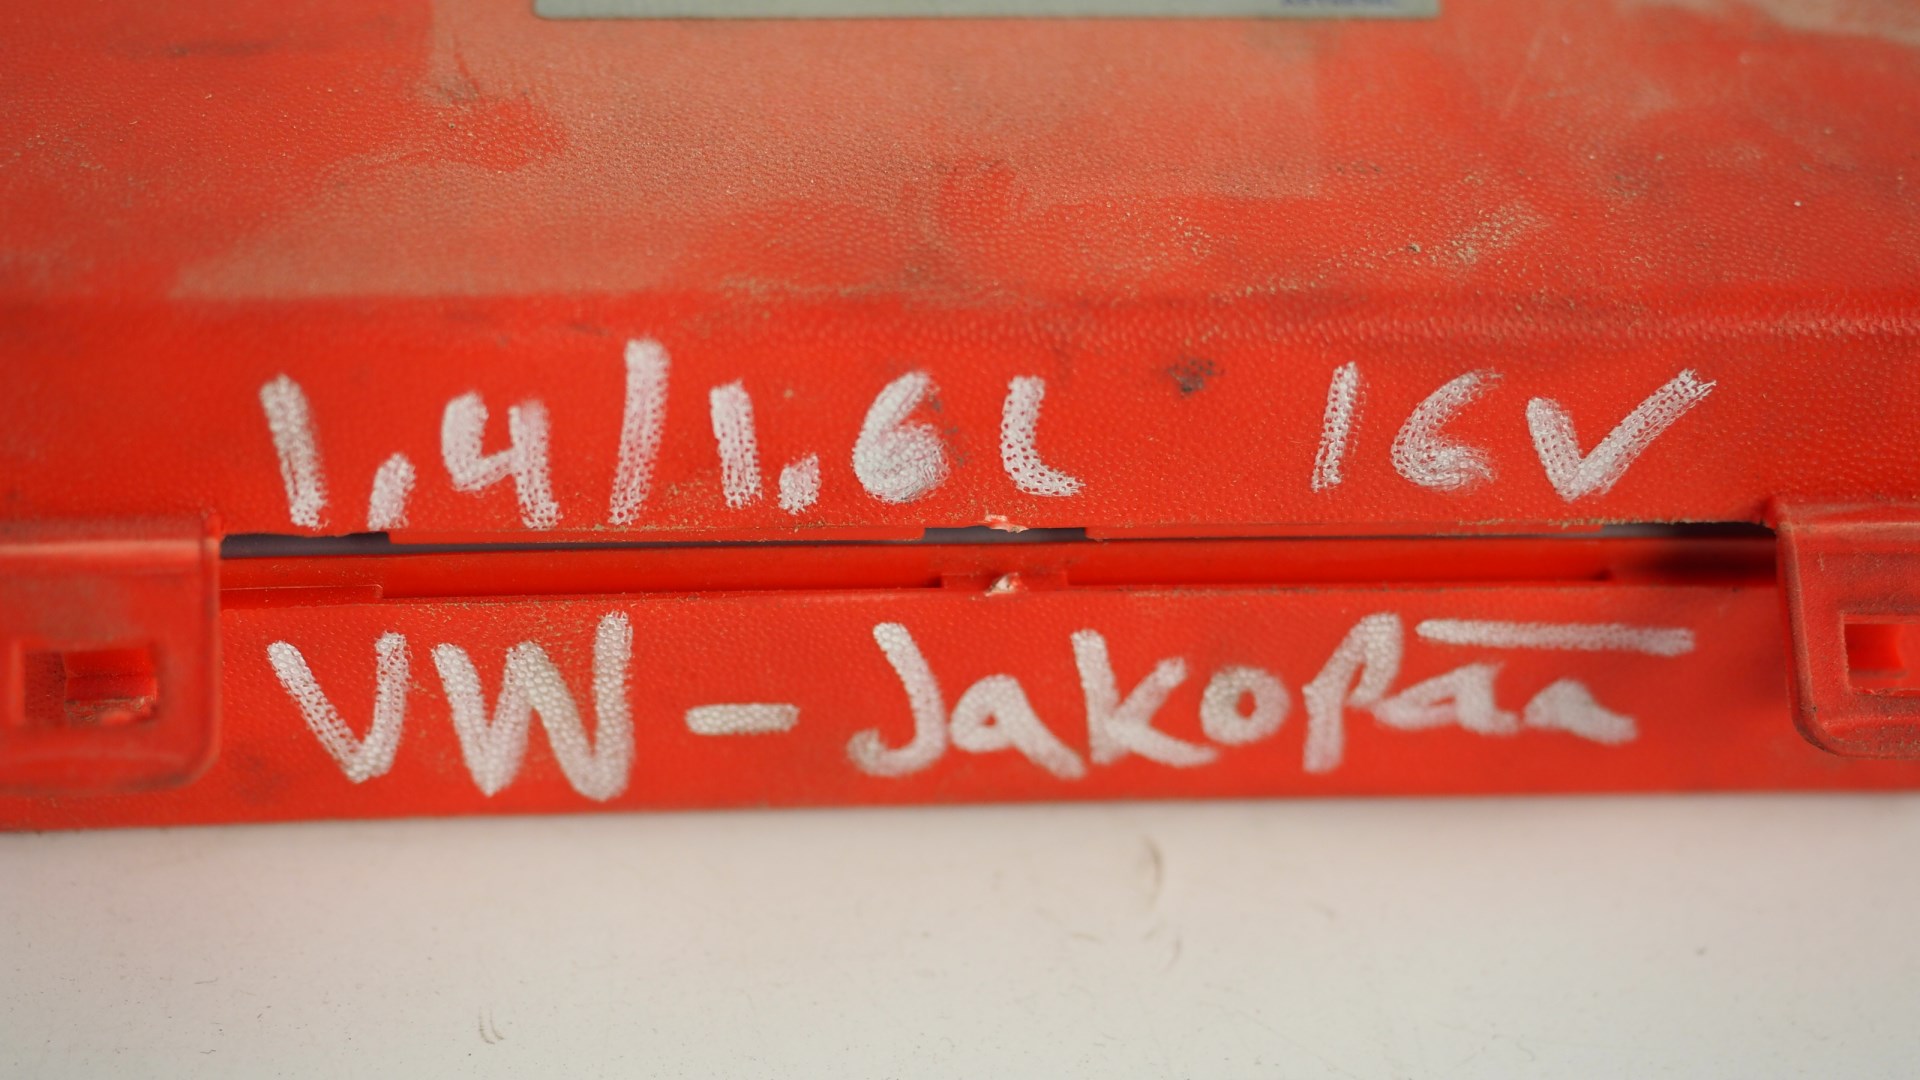 1,4/1,6L 16V
VW - Jakopää